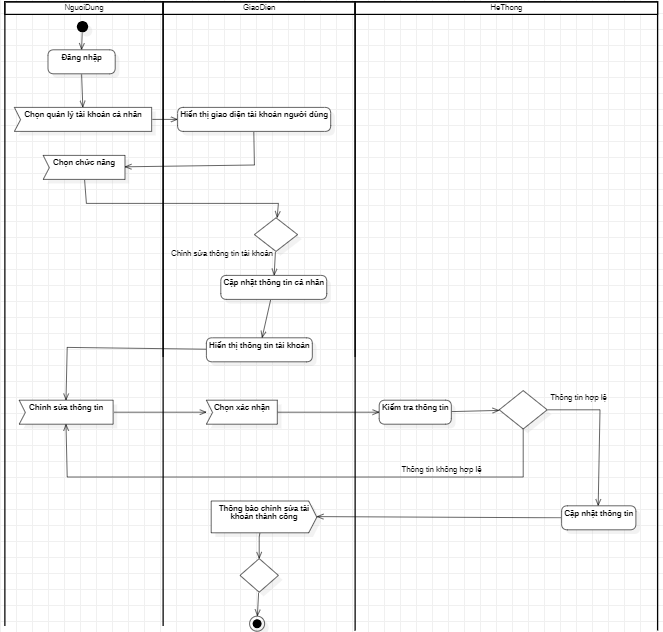 NguoiDung
GiaoDien
HeThong
Đăng nhập
Chọn quản lý tài khoản cá nhân
Hiển thị giao diện tài khoản người dùng
Chọn chức năng
Chỉnh sửa thông tin tài khoản
Cập nhật thông tin cá nhân
Hiển thị thông tin tài khoản
Chỉnh sửa thông tin
Chọn xác nhận
Kiểm tra thông tin
Thông tin hợp lệ
Thông tin không hợp lệ
Thông báo chỉnh sửa tài
khoản thành công
Cập nhật thông tin